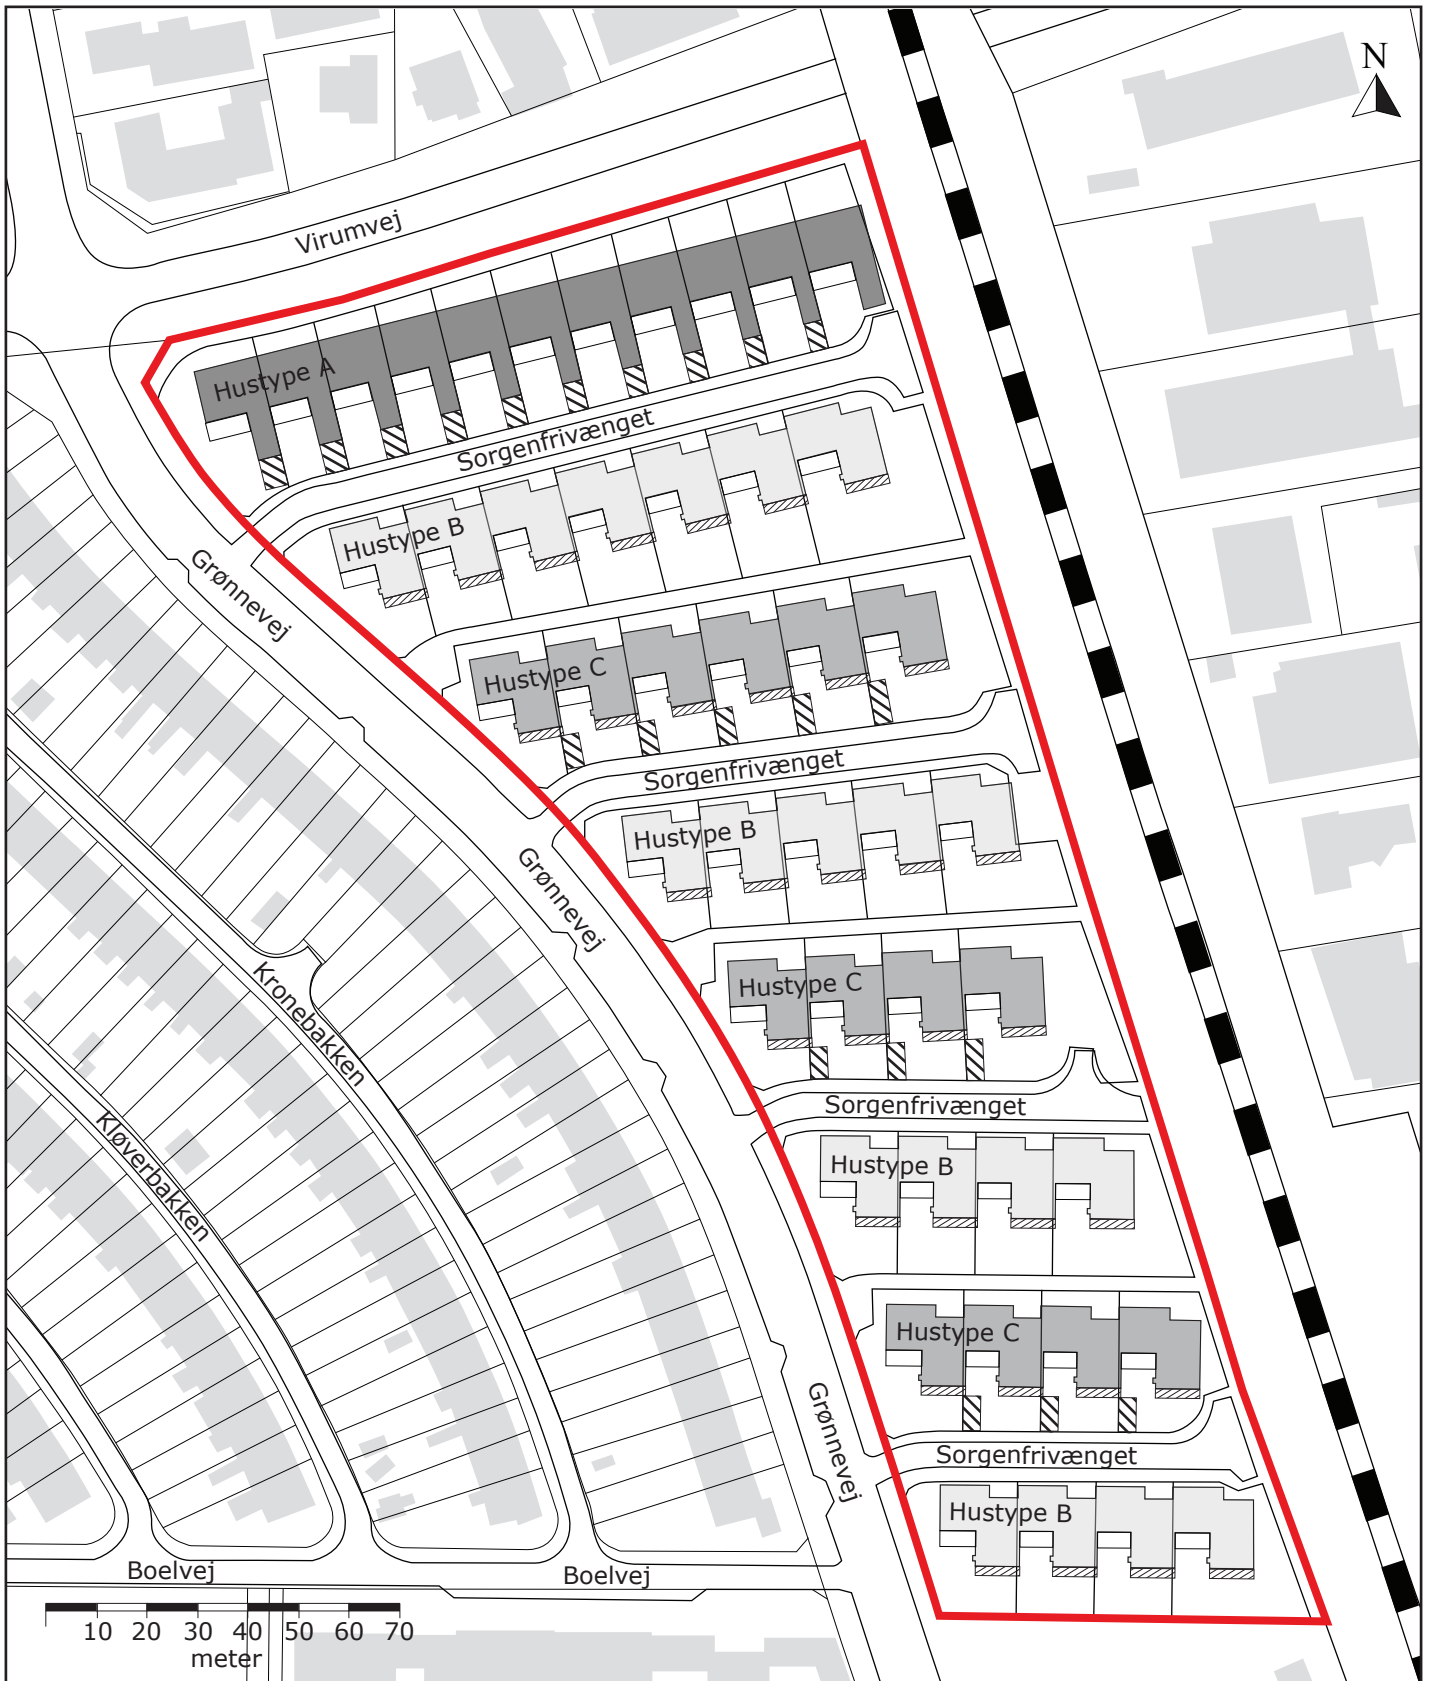 N
Virumvej
Hustype A
Sorgenfrivænget
Hustype B
Grønnevej
Hustype C
Sorgenfrivænget
Hustype B
Grønnevej
Hustype C
Kronebakken
Sorgenfrivænget
Kløverbakken
Hustype B
Hustype C
Grønnevej
Sorgenfrivænget
Hustype B
Boelvej
Boelvej
10 20 30 40 50 60 70
meter